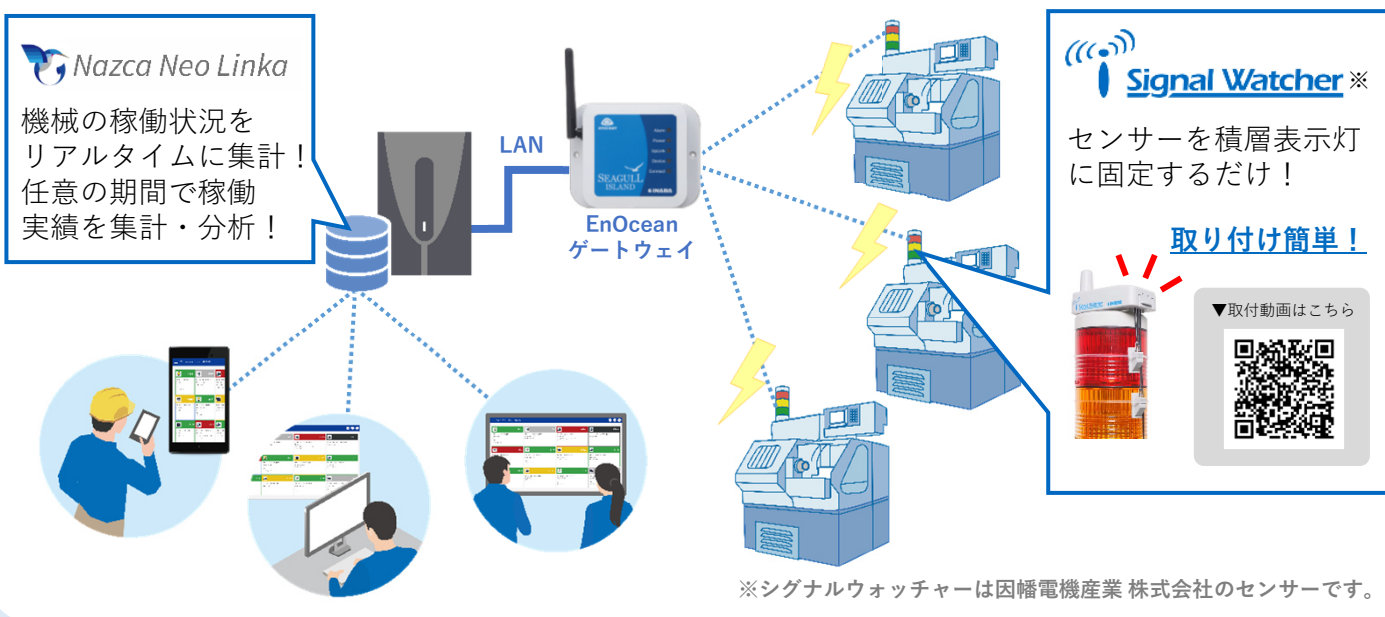 Nazca Neo Linka
機械の稼働状況を
リアルタイムに集計！
任意の期間で稼働
実績を集計・分析！
LAN
Alarm
Power
SEAGULL
ISLAND
INABA
EnOcean
ゲートウェイ
Signal Watcher※
センサーを積層表示灯
に固定するだけ！
取り付け簡単！
▼取付動画はこちら
※シグナルウォッチャーは因幡電機産業 株式会社のセンサーです。